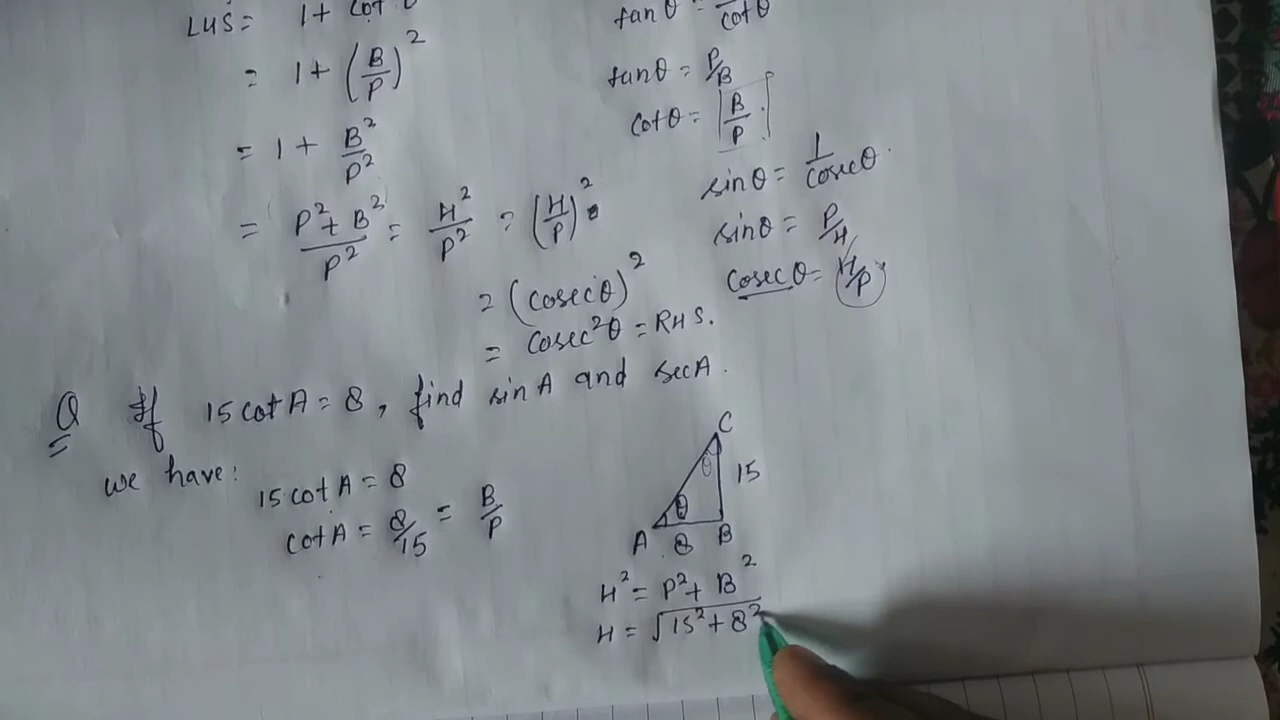 LHS = 1 + cot
= 1 + (B/P)²
= 1 + B²/P²
= P² + B²/P² = H²/P² = (H/P)²
= (cosecθ)²
= cosec²θ = RHS.
tanθ = /cotθ
tanθ = P/B
cotθ = B/P
sinθ = 1/cosecθ.
sinθ = P/H
cosecθ = H/P
Q If 15 cot A = 8, find sin A and sec A.
we have: 15 cot A = 8
cot A = 8/15 = B/P
C
θ 15
θ
A 8 B
H² = P² + B²
H = √15² + 8²